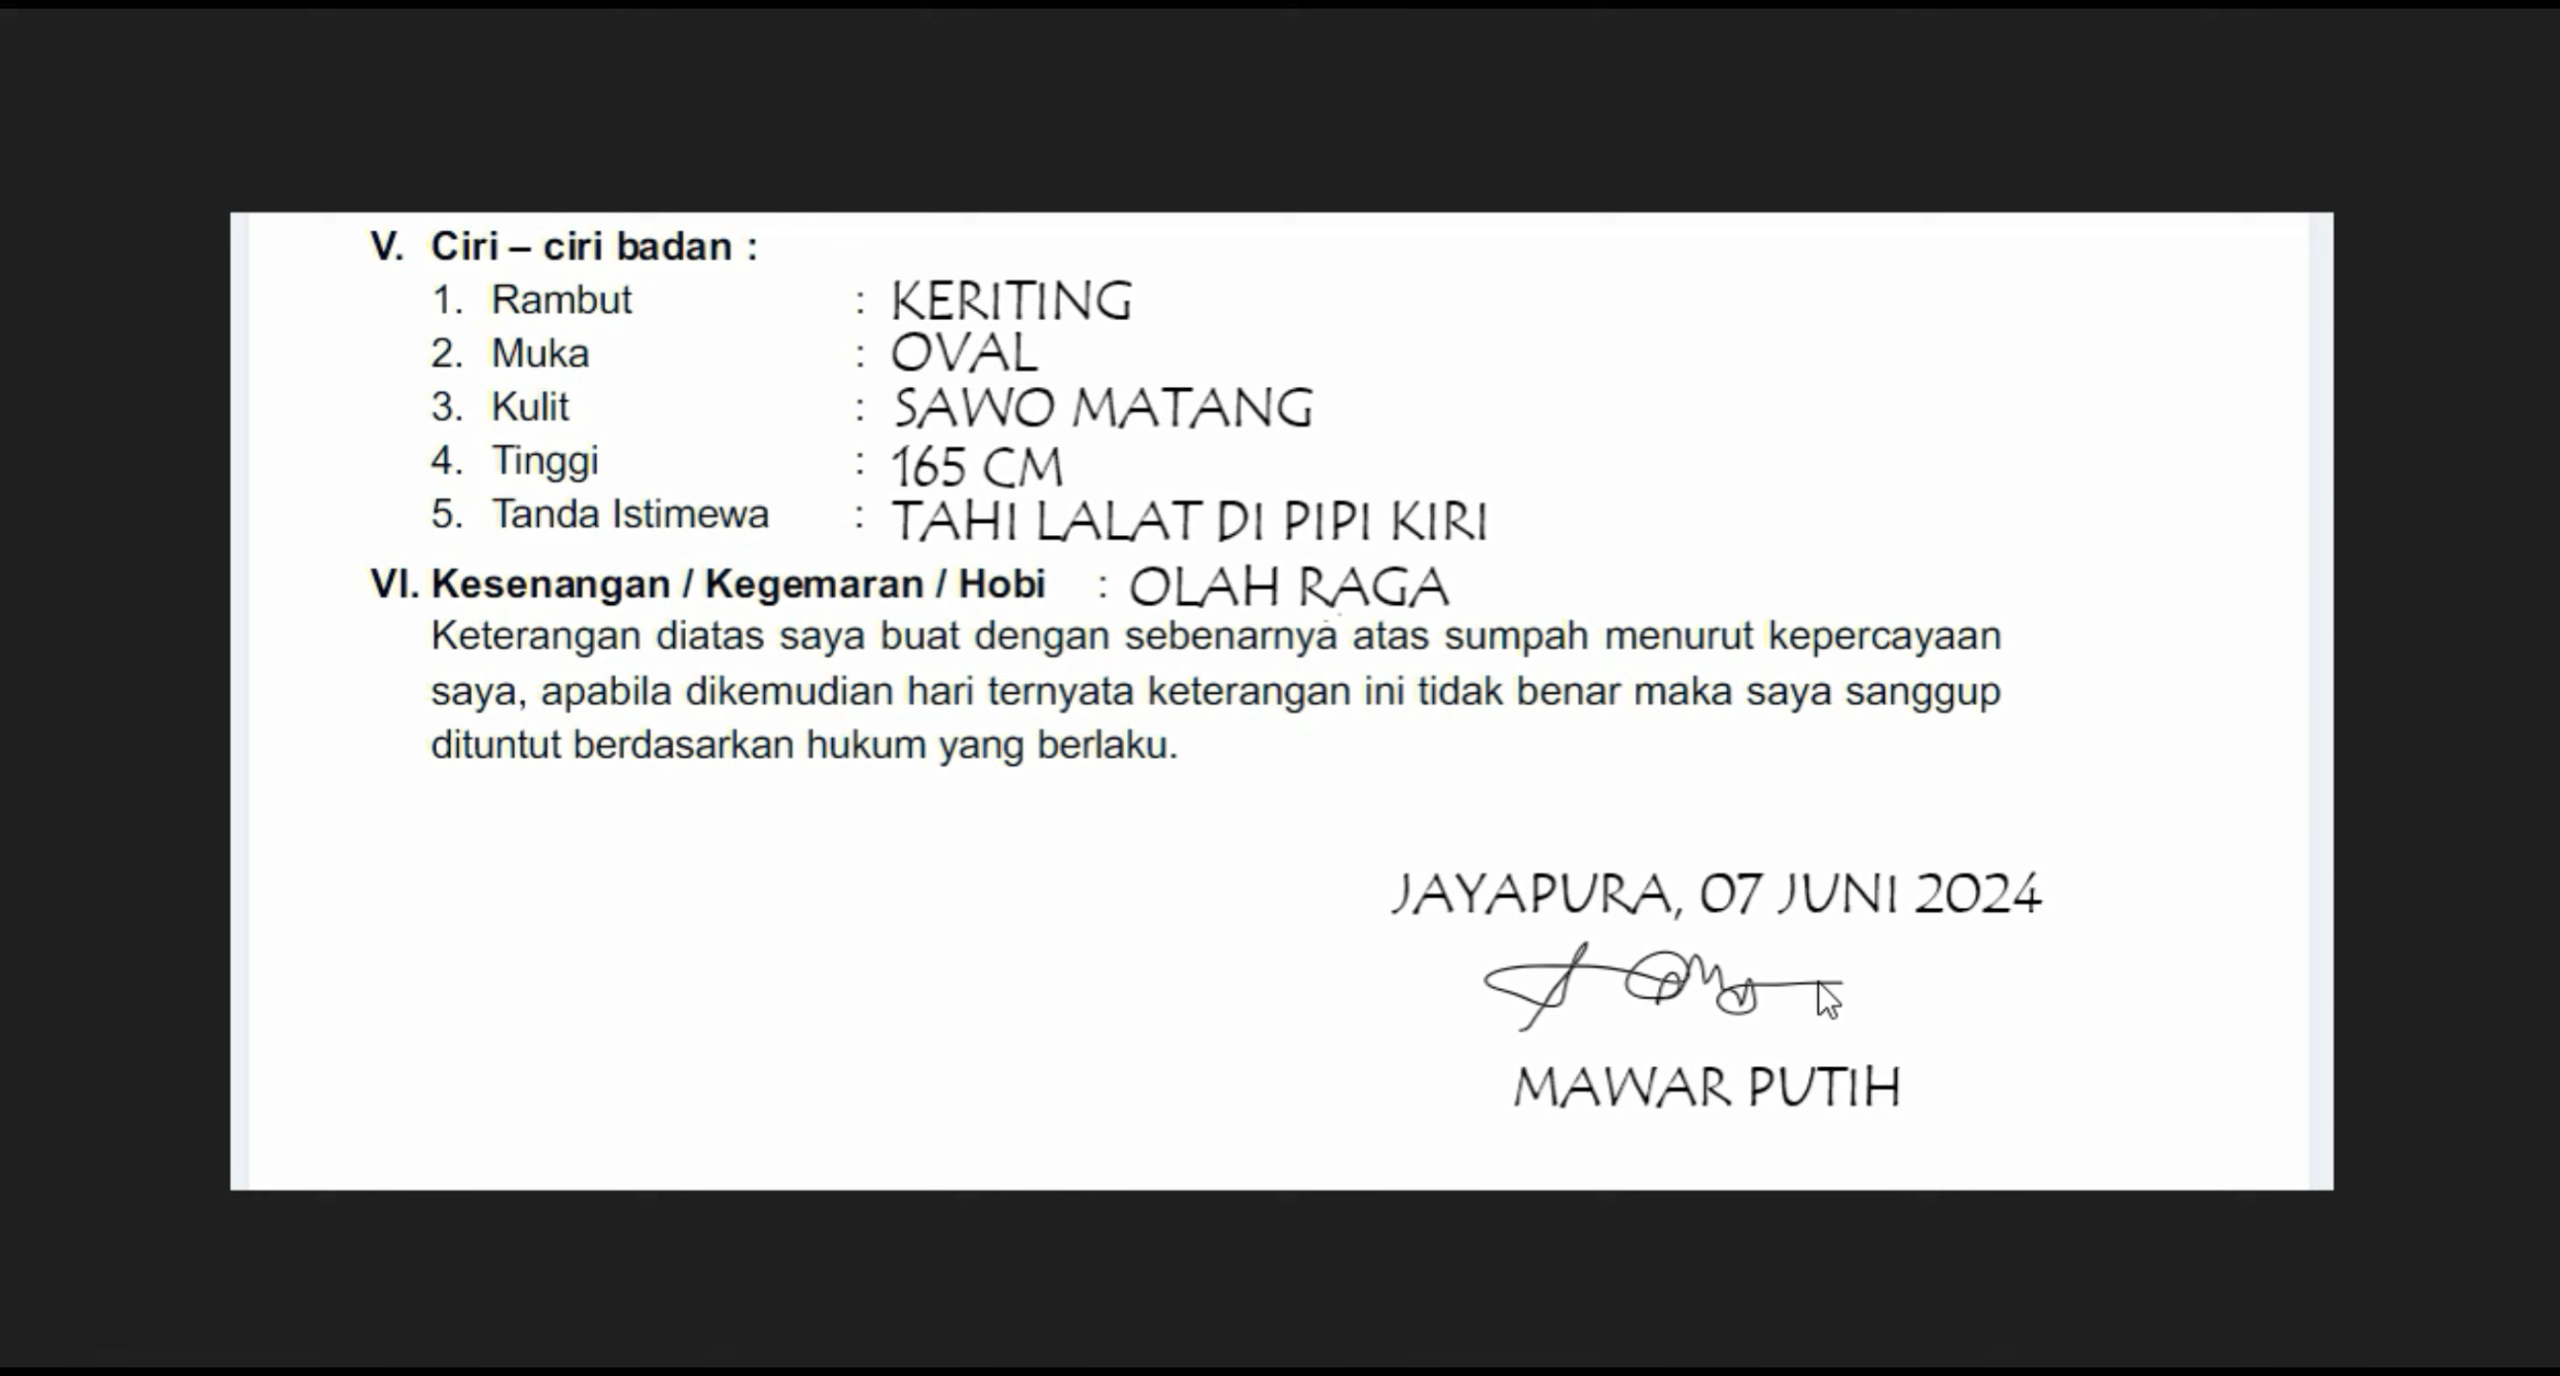 V. Ciri – ciri badan :
1. Rambut : KERITING
2. Muka : OVAL
3. Kulit : SAWO MATANG
4. Tinggi : 165 CM
5. Tanda Istimewa : TAHI LALAT DI PIPI KIRI
VI. Kesenangan / Kegemaran / Hobi : OLAH RAGA
Keterangan diatas saya buat dengan sebenarnya atas sumpah menurut kepercayaan
saya, apabila dikemudian hari ternyata keterangan ini tidak benar maka saya sanggup
dituntut berdasarkan hukum yang berlaku.
JAYAPURA, 07 JUNI 2024
MAWAR PUTIH